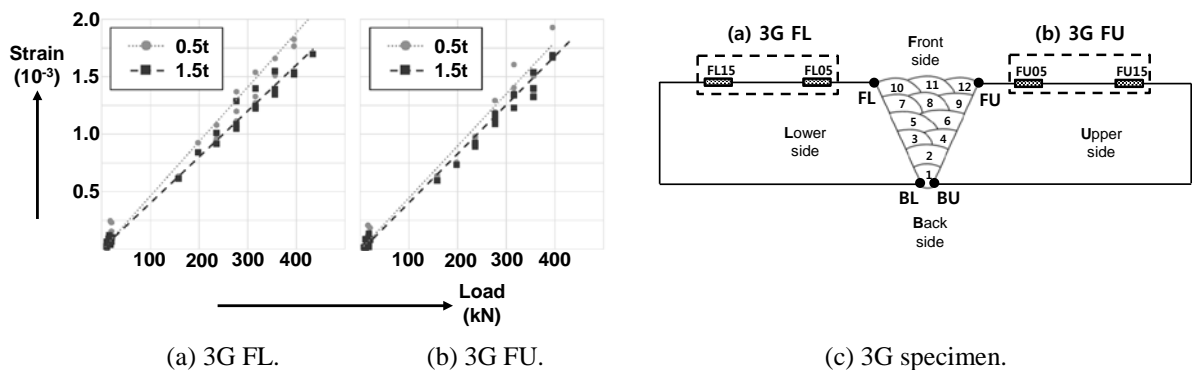 2.0
Strain
(10-3)
1.5
1.0
0.5
0.5t
1.5t
100 200 300 400
0.5t
1.5t
100 200 300 400
Load
(kN)
(a) 3G FL.
(b) 3G FU.
(a) 3G FL
Front
side
(b) 3G FU
FL15 FL05 FU05 FU15
FL 10 11 12 FU
7 8 9
5 6
3 4
2
1
Lower
side
Upper
side
BL BU
Back
side
(c) 3G specimen.